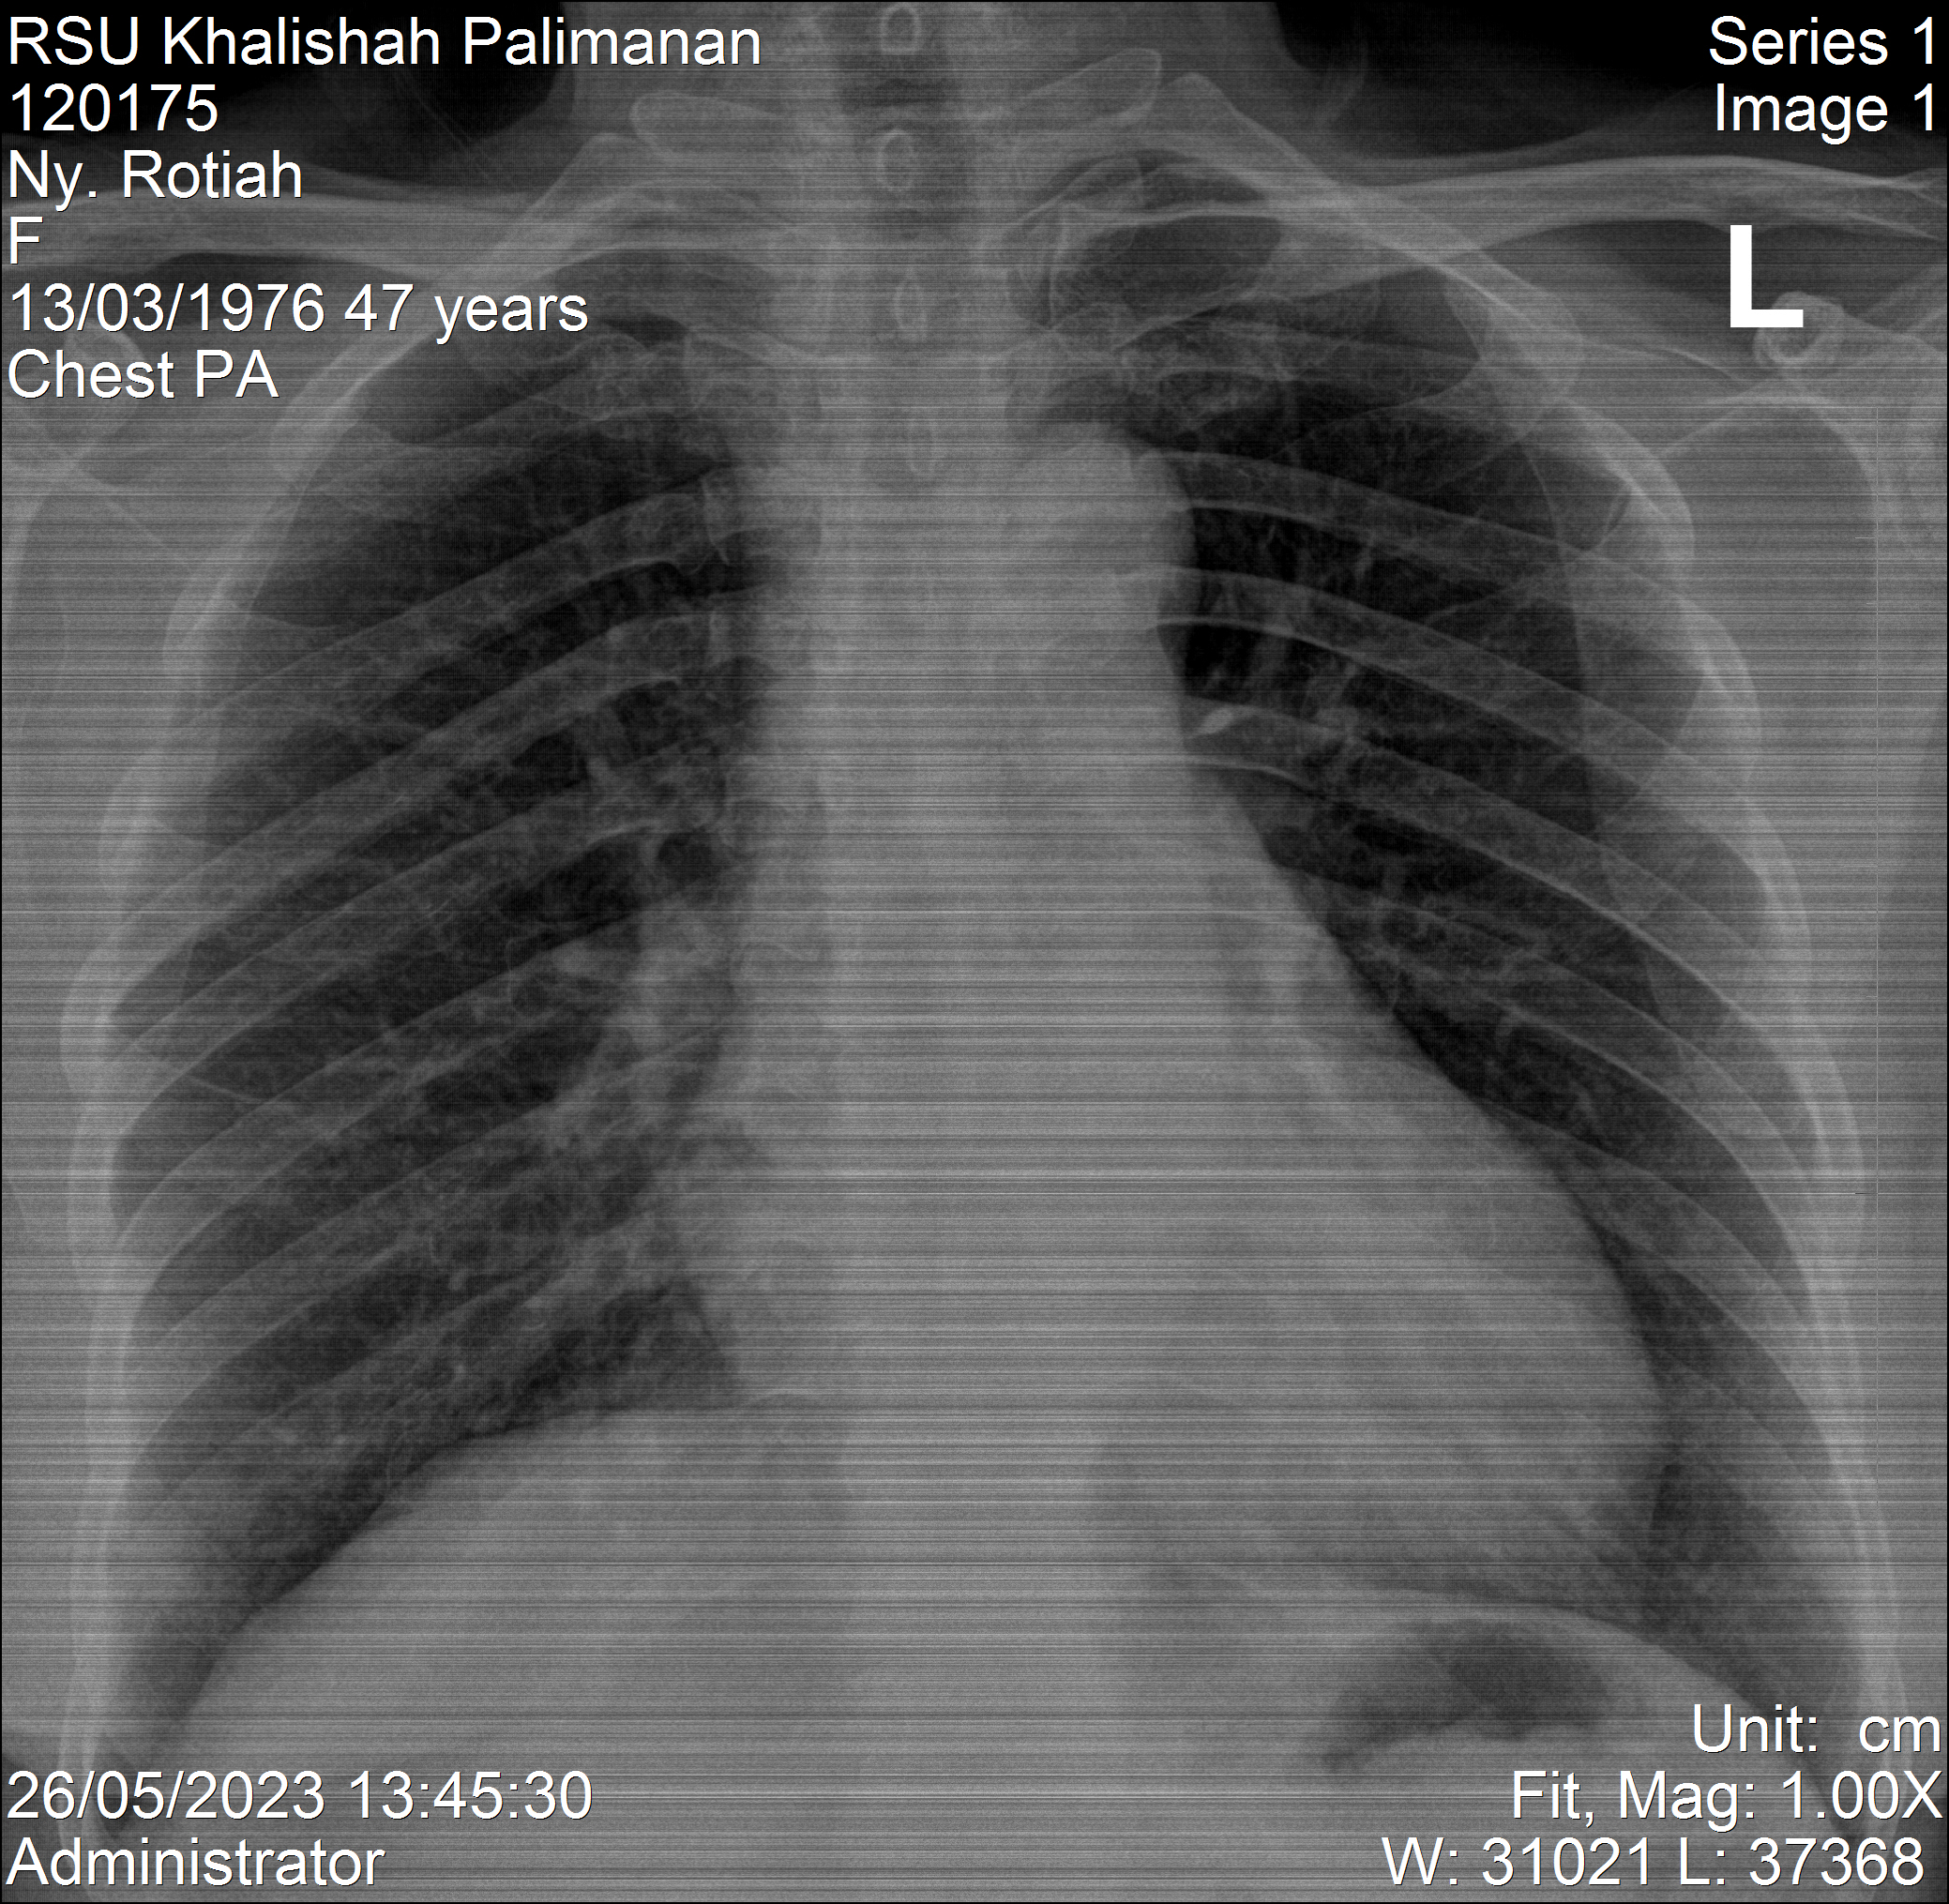 RSU Khalishah Palimanan
120175
Ny. Rotiah
F
13/03/1976 47 years
Chest PA
Series 1
Image 1
L
26/05/2023 13:45:30
Administrator
Unit: cm
Fit, Mag: 1.00X
W: 31021 L: 37368